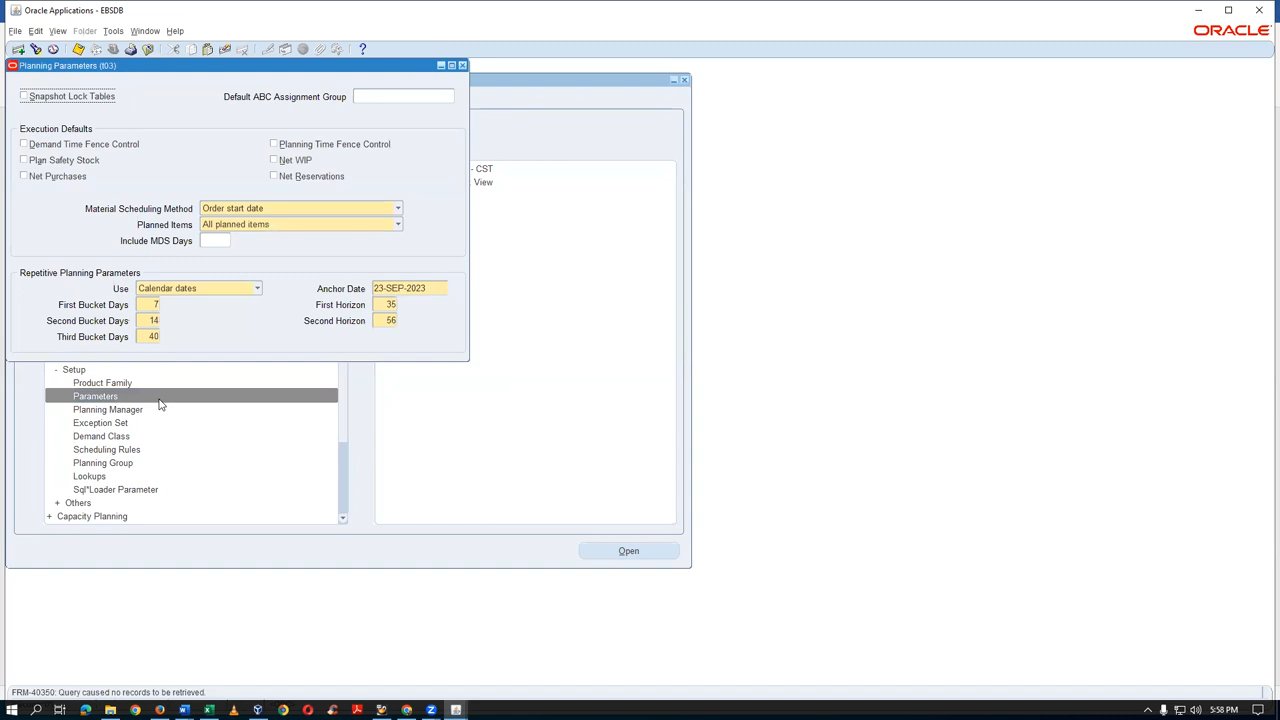 Oracle Applications - EBSDB
File Edit View Folder Tools Window Help
ORACLE
Planning Parameters (t03)
Snapshot Lock Tables
Default ABC Assignment Group
Execution Defaults
Demand Time Fence Control
Planning Time Fence Control
Plan Safety Stock
Net WIP
Net Purchases
Net Reservations
- CST
View
Material Scheduling Method Order start date
Planned Items All planned items
Include MDS Days
Repetitive Planning Parameters
Use Calendar dates
Anchor Date 23-SEP-2023
First Bucket Days 7
First Horizon 35
Second Bucket Days 14
Second Horizon 56
Third Bucket Days 40
- Setup
Product Family
Parameters
Planning Manager
Exception Set
Demand Class
Scheduling Rules
Planning Group
Lookups
Sql*Loader Parameter
+ Others
+ Capacity Planning
Open
FRM-40350: Query caused no records to be retrieved.
5:58 PM